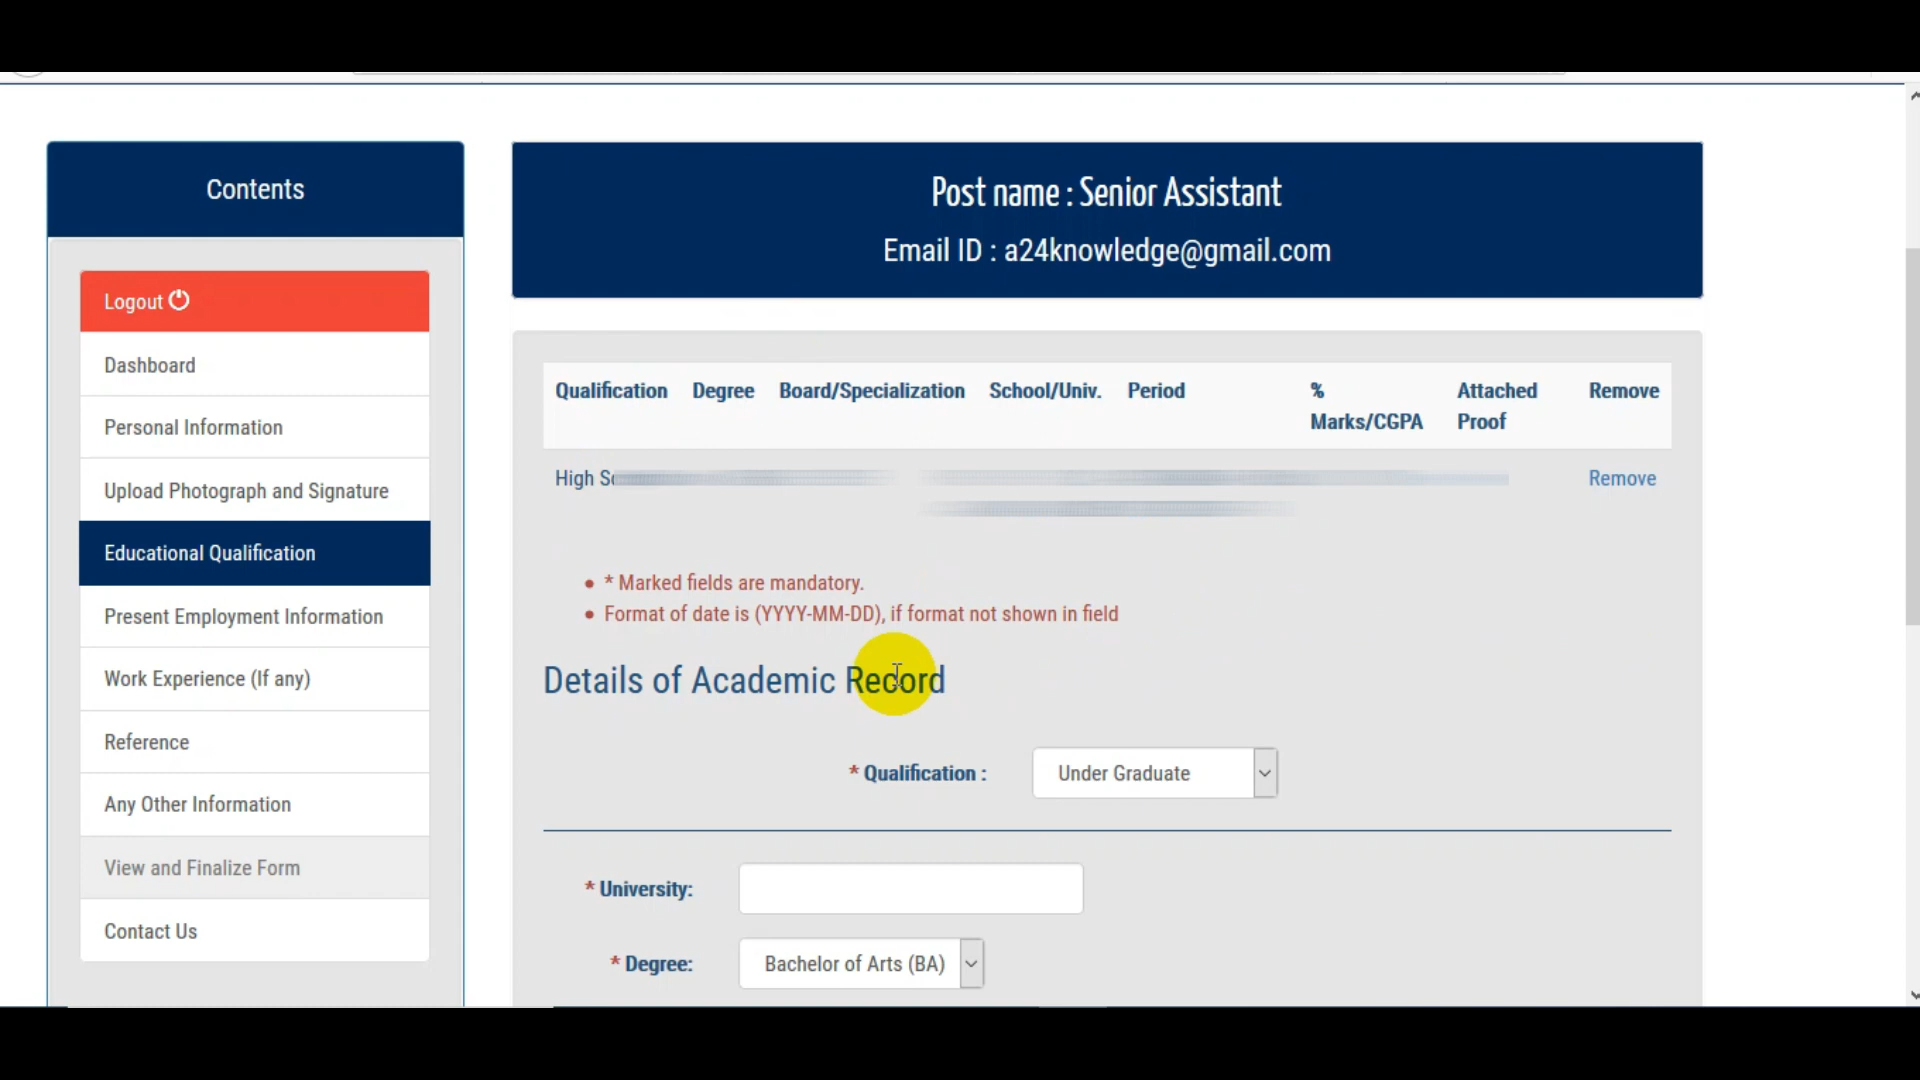 Contents
Logout
Dashboard
Personal Information
Upload Photograph and Signature
Educational Qualification
Present Employment Information
Work Experience (If any)
Reference
Any Other Information
View and Finalize Form
Contact Us
Post name : Senior Assistant
Email ID : a24knowledge@gmail.com
Qualification Degree Board/Specialization School/Univ. Period % Marks/CGPA Attached Proof Remove
High Remove
* Marked fields are mandatory.
Format of date is (YYYY-MM-DD), if format not shown in field
Details of Academic Record
* Qualification : Under Graduate
* University:
* Degree: Bachelor of Arts (BA)